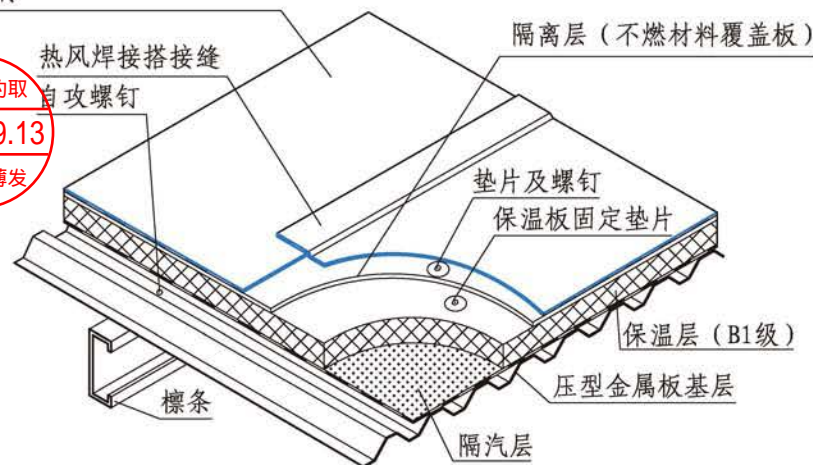 隔离层（不燃材料覆盖板）
热风焊接搭接缝
自攻螺钉
9.13
垫片及螺钉
保温板固定垫片
保温层（B1级）
压型金属板基层
檩条
隔汽层